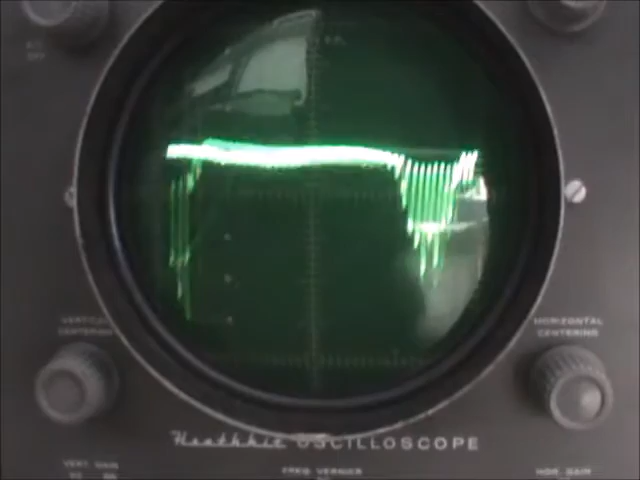 VERTICAL
CENTERING
HORIZONTAL
CENTERING
Heathkit OSCILLOSCOPE
VERT. GAIN
FREQ. VERNIER
HOR. GAIN